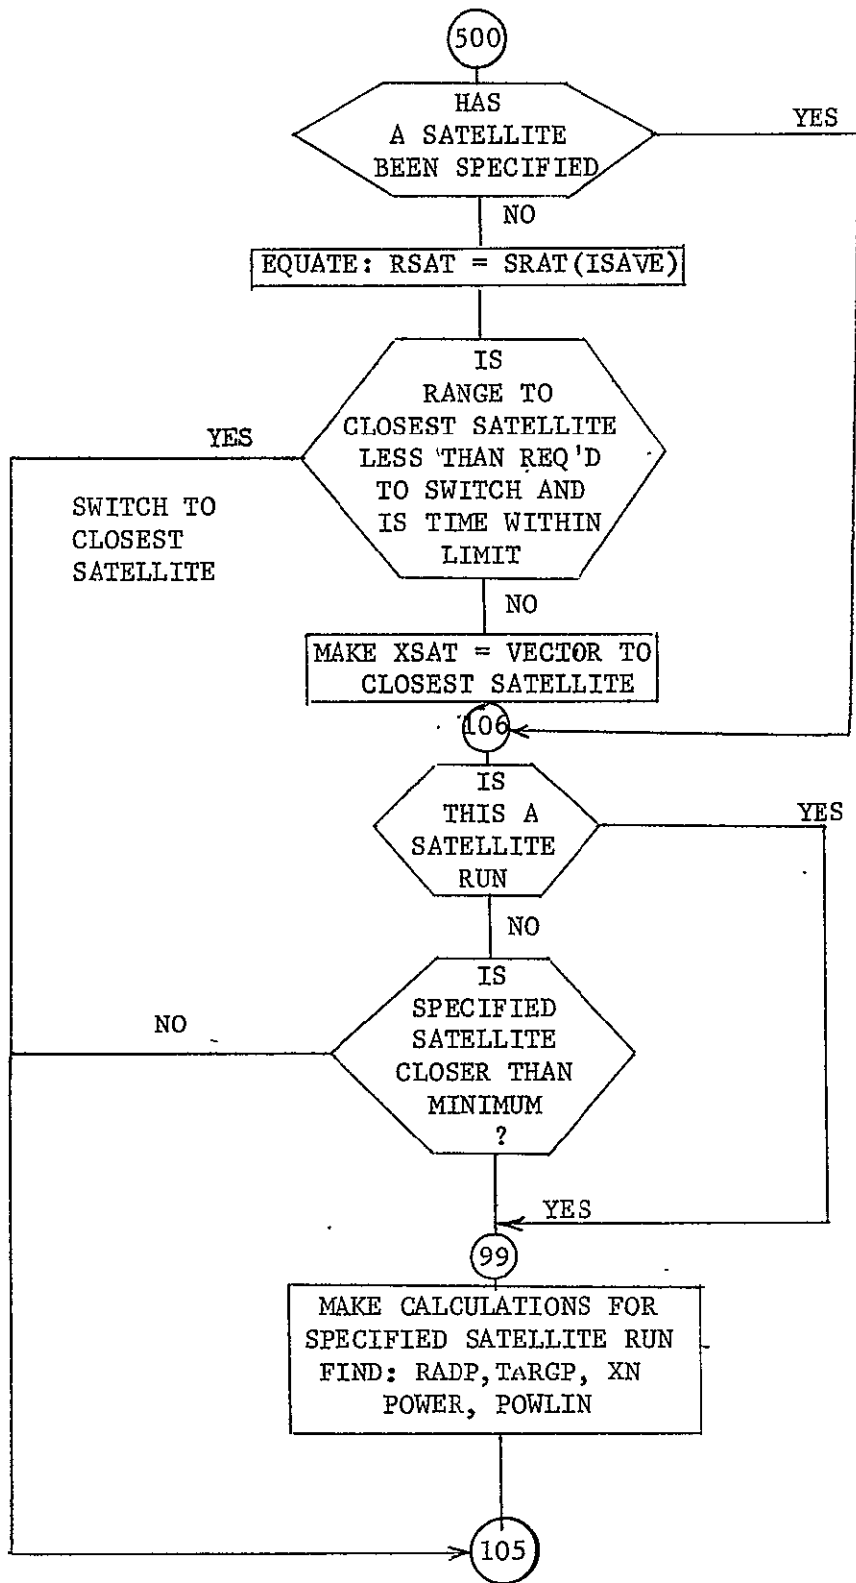 500
HAS
A SATELLITE
BEEN SPECIFIED
YES
NO
EQUATE: RSAT = SRAT(ISAVE)
IS
RANGE TO
CLOSEST SATELLITE
LESS THAN REQ'D
TO SWITCH AND
IS TIME WITHIN
LIMIT
YES
SWITCH TO
CLOSEST
SATELLITE
NO
MAKE XSAT = VECTOR TO
CLOSEST SATELLITE
106
IS
THIS A
SATELLITE
RUN
YES
NO
IS
SPECIFIED
SATELLITE
CLOSER THAN
MINIMUM
?
NO
YES
99
MAKE CALCULATIONS FOR
SPECIFIED SATELLITE RUN
FIND: RADP, TARGP, XN
POWER, POWLIN
105